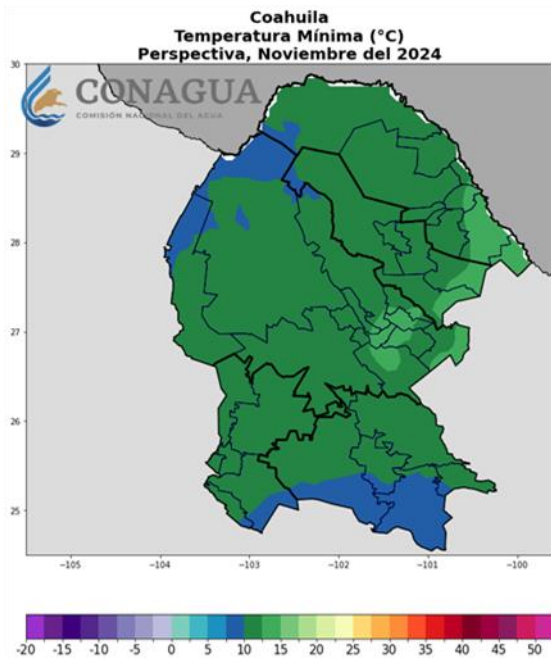 Coahuila
Temperatura Mínima (°C)
Perspectiva, Noviembre del 2024
CONAGUA
COMISIÓN NACIONAL DEL AGUA
30
29
28
27
26
25
−105 −104 −103 −102 −101 −100
-20 -15 -10 -5 0 5 10 15 20 25 30 35 40 45 50